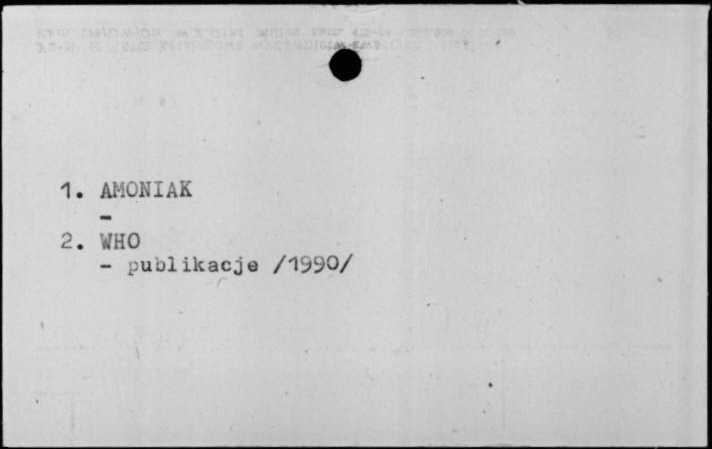 1. AMONIAK
-
2. WHO
- publikacje /1990/